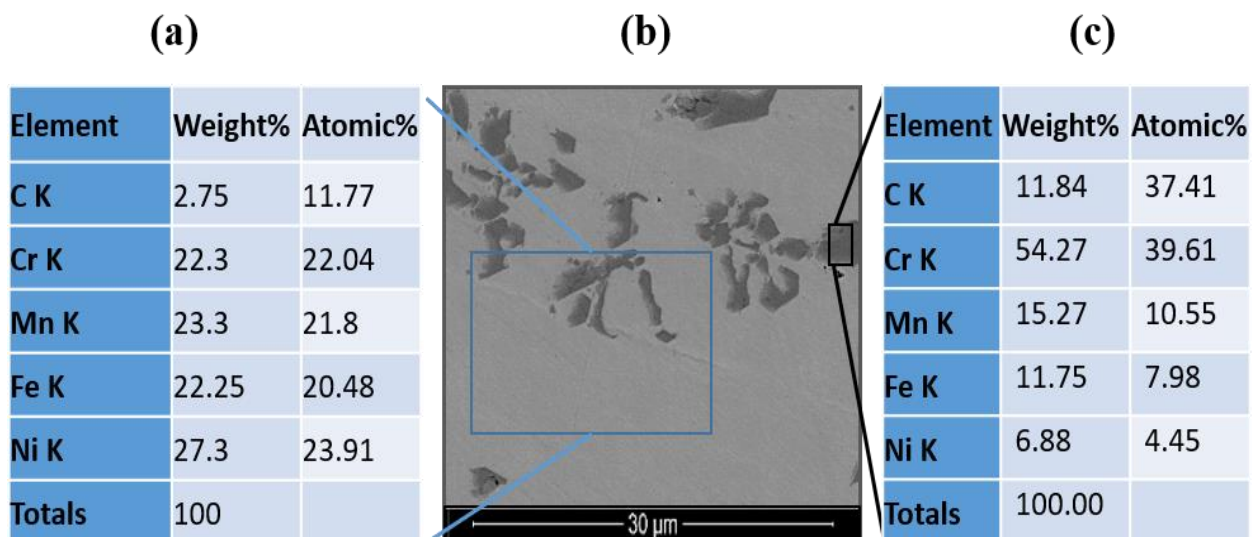 (a) (b) (c)
Element Weight% Atomic%
C K 2.75 11.77
Cr K 22.3 22.04
Mn K 23.3 21.8
Fe K 22.25 20.48
Ni K 27.3 23.91
Totals 100
30 µm
Element Weight% Atomic%
C K 11.84 37.41
Cr K 54.27 39.61
Mn K 15.27 10.55
Fe K 11.75 7.98
Ni K 6.88 4.45
Totals 100.00